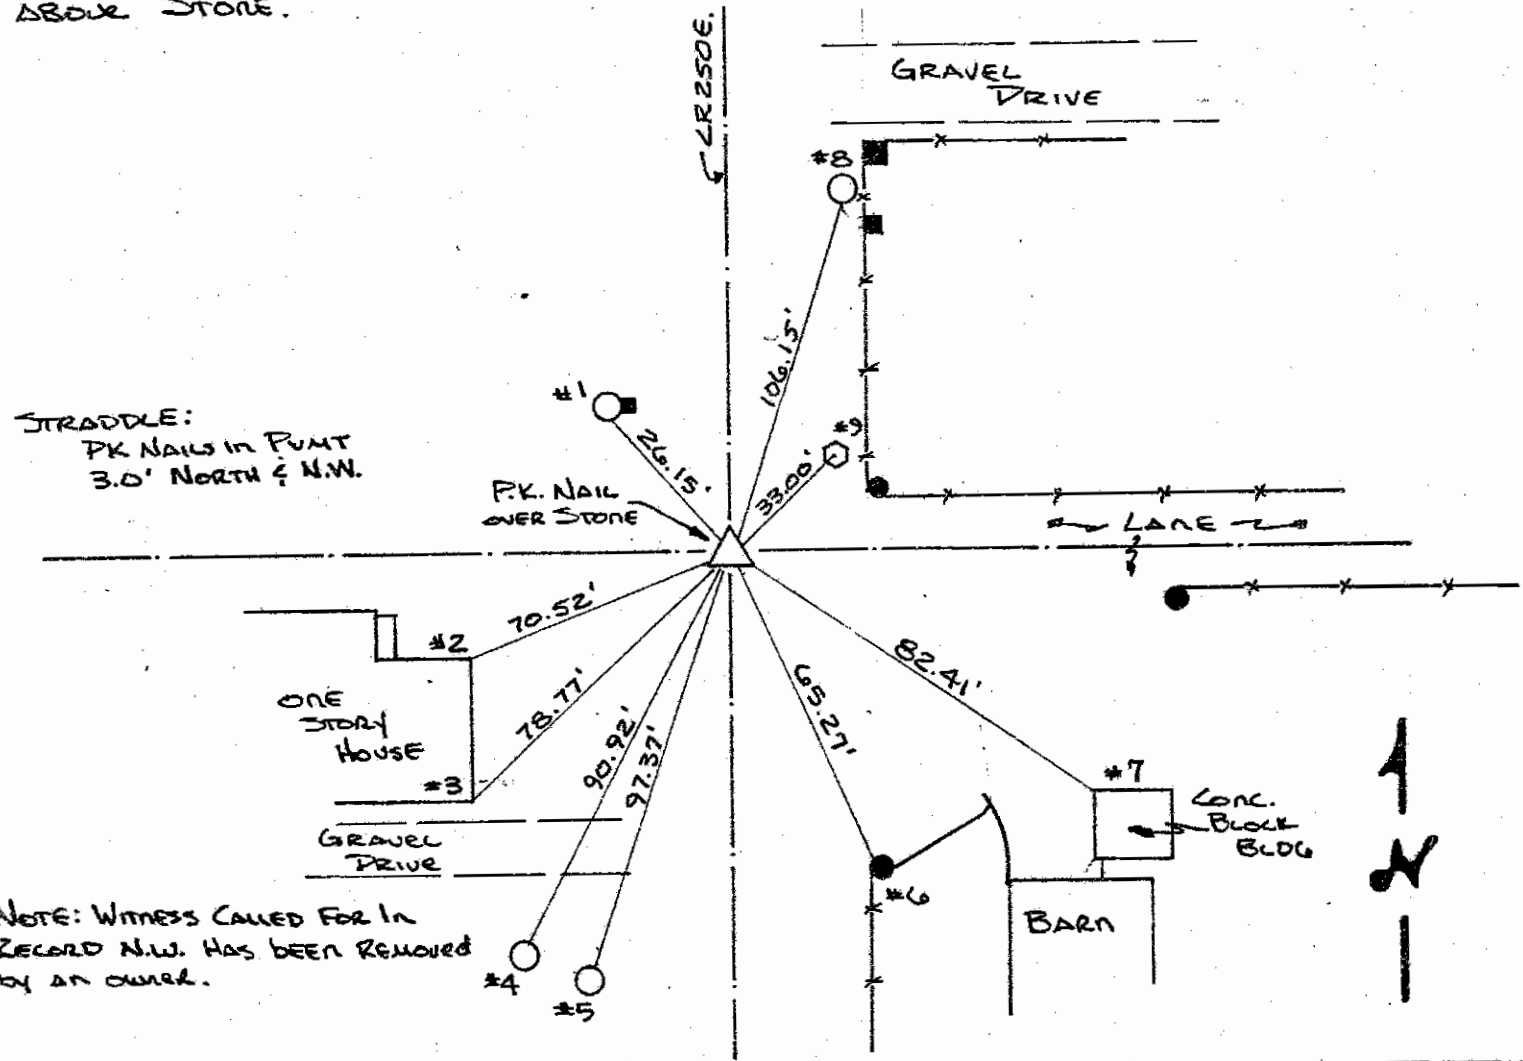 ABOVE STONE.
CR 250E.
GRAVEL
DRIVE
#8
106.15'
#1
26.15'
#9
33.00'
STRADDLE:
PK NAILS IN PVMT
3.0' NORTH & N.W.
P.K. NAIL
OVER STONE
LANE
70.52'
#2
78.77'
90.92'
97.37'
65.27'
82.41'
ONE
STORY
HOUSE
#3
#7
CONC.
BLOCK
BLDG
GRAVEL
DRIVE
#6
BARN
N
NOTE: WITNESS CALLED FOR IN
RECORD N.W. HAS BEEN REMOVED
BY AN OWNER.
#4
#5